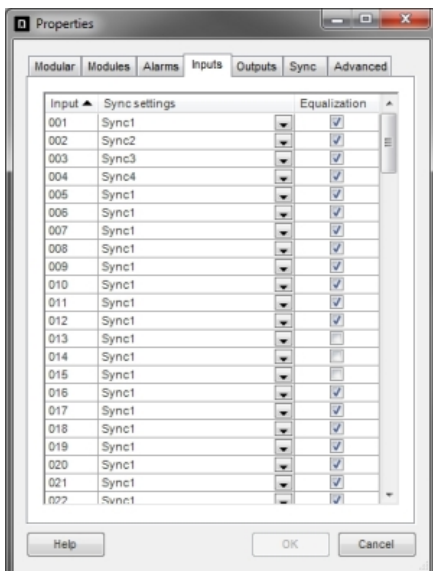 Properties
Modular Modules Alarms Inputs Outputs Sync Advanced
Input Sync settings Equalization
001 Sync1
002 Sync2
003 Sync3
004 Sync4
005 Sync1
006 Sync1
007 Sync1
008 Sync1
009 Sync1
010 Sync1
011 Sync1
012 Sync1
013 Sync1
014 Sync1
015 Sync1
016 Sync1
017 Sync1
018 Sync1
019 Sync1
020 Sync1
021 Sync1
022 Sync1
Help OK Cancel